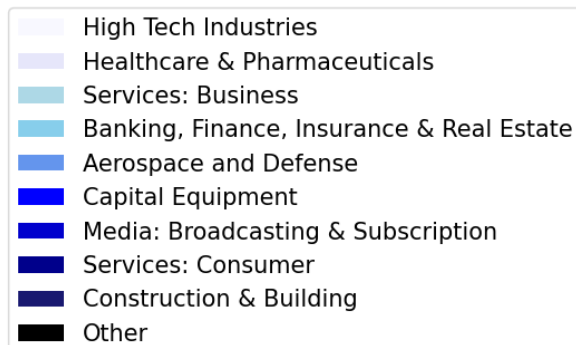 High Tech Industries
Healthcare & Pharmaceuticals
Services: Business
Banking, Finance, Insurance & Real Estate
Aerospace and Defense
Capital Equipment
Media: Broadcasting & Subscription
Services: Consumer
Construction & Building
Other